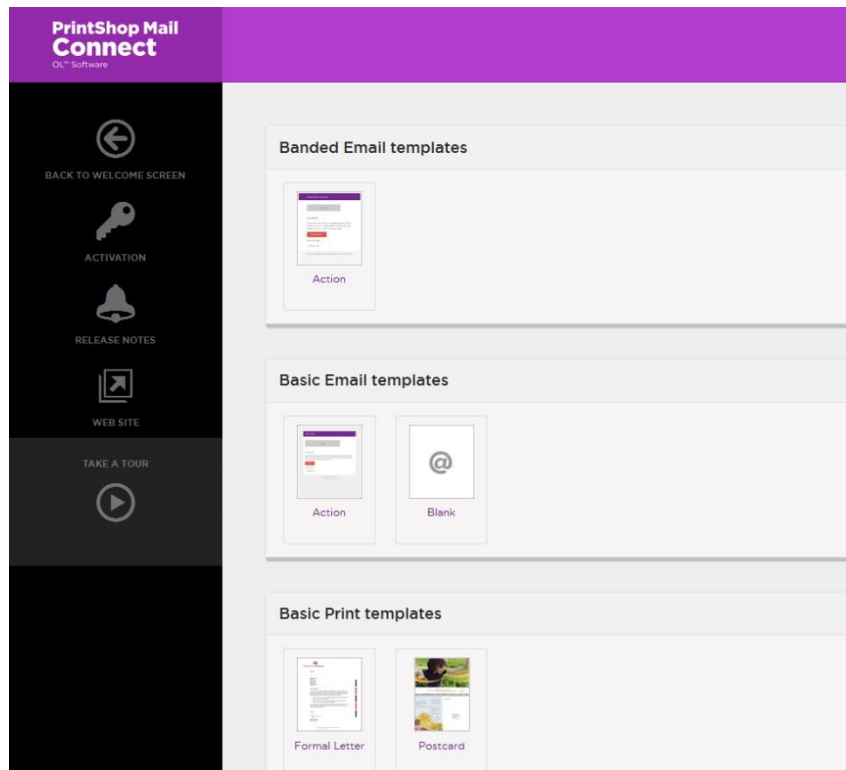 PrintShop Mail
Connect
OL™ Software
BACK TO WELCOME SCREEN
ACTIVATION
RELEASE NOTES
WEB SITE
TAKE A TOUR
Banded Email templates
Action
Basic Email templates
@
Action
Blank
Basic Print templates
Formal Letter
Postcard